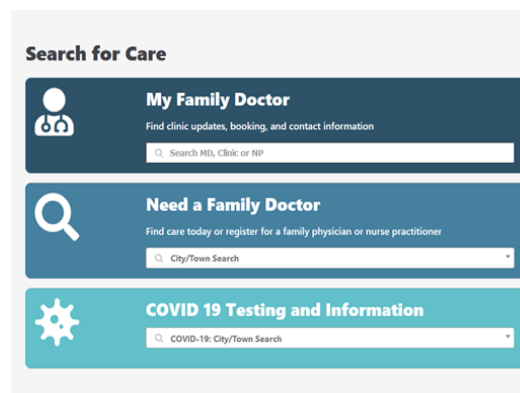 Search for Care
My Family Doctor
Find clinic updates, booking, and contact information
Search MD, Clinic or NP
Need a Family Doctor
Find care today or register for a family physician or nurse practitioner
City/Town Search
COVID 19 Testing and Information
COVID-19: City/Town Search